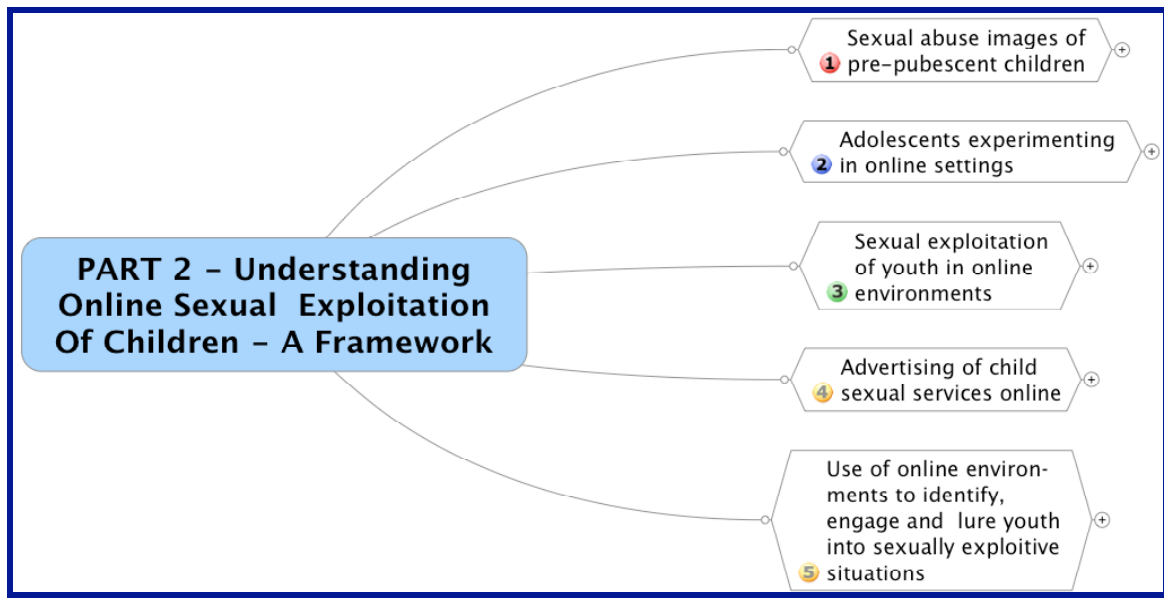 PART 2 – Understanding
Online Sexual  Exploitation
Of Children – A Framework
Sexual abuse images of
1 pre-pubescent children
Adolescents experimenting
2 in online settings
Sexual exploitation
of youth in online
3 environments
Advertising of child
4 sexual services online
Use of online environ-
ments to identify,
engage and  lure youth
into sexually exploitive
5 situations